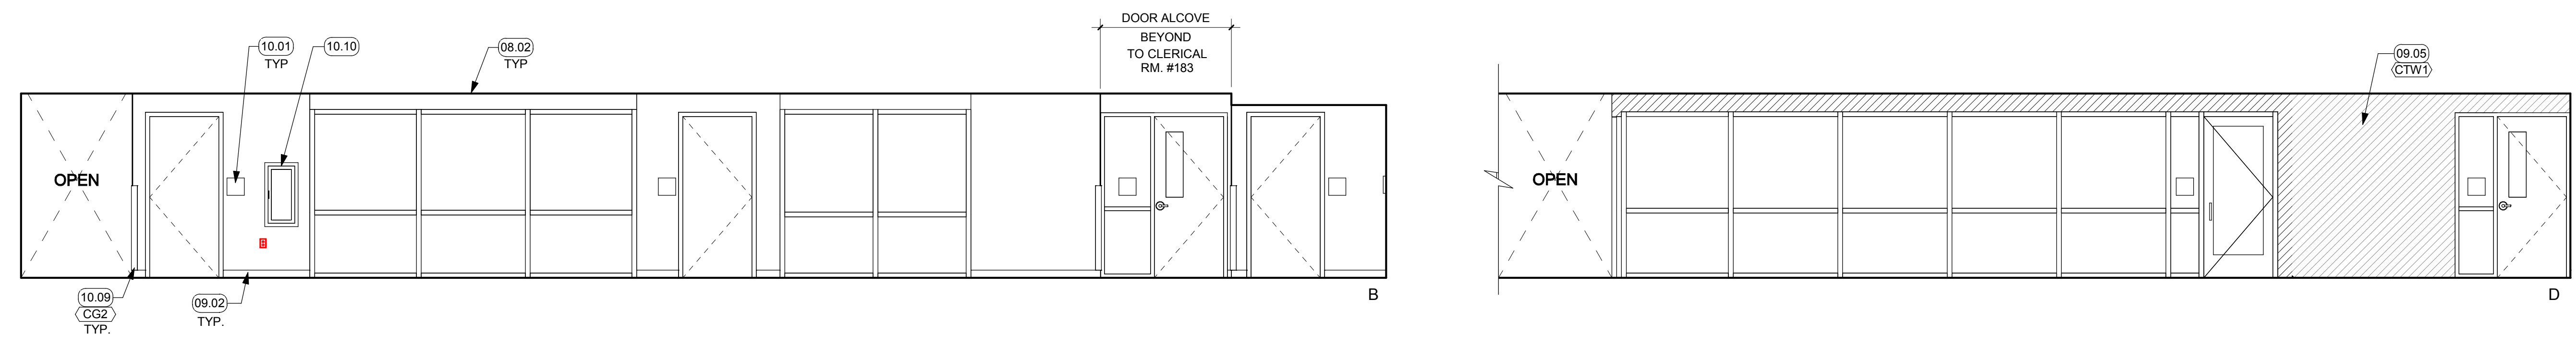 DOOR ALCOVE
BEYOND
TO CLERICAL
RM. #183
10.01
TYP
10.10
08.02
TYP
09.05
CTW1
OPEN
OPEN
10.09
CG2
TYP.
09.02
TYP.
B
D